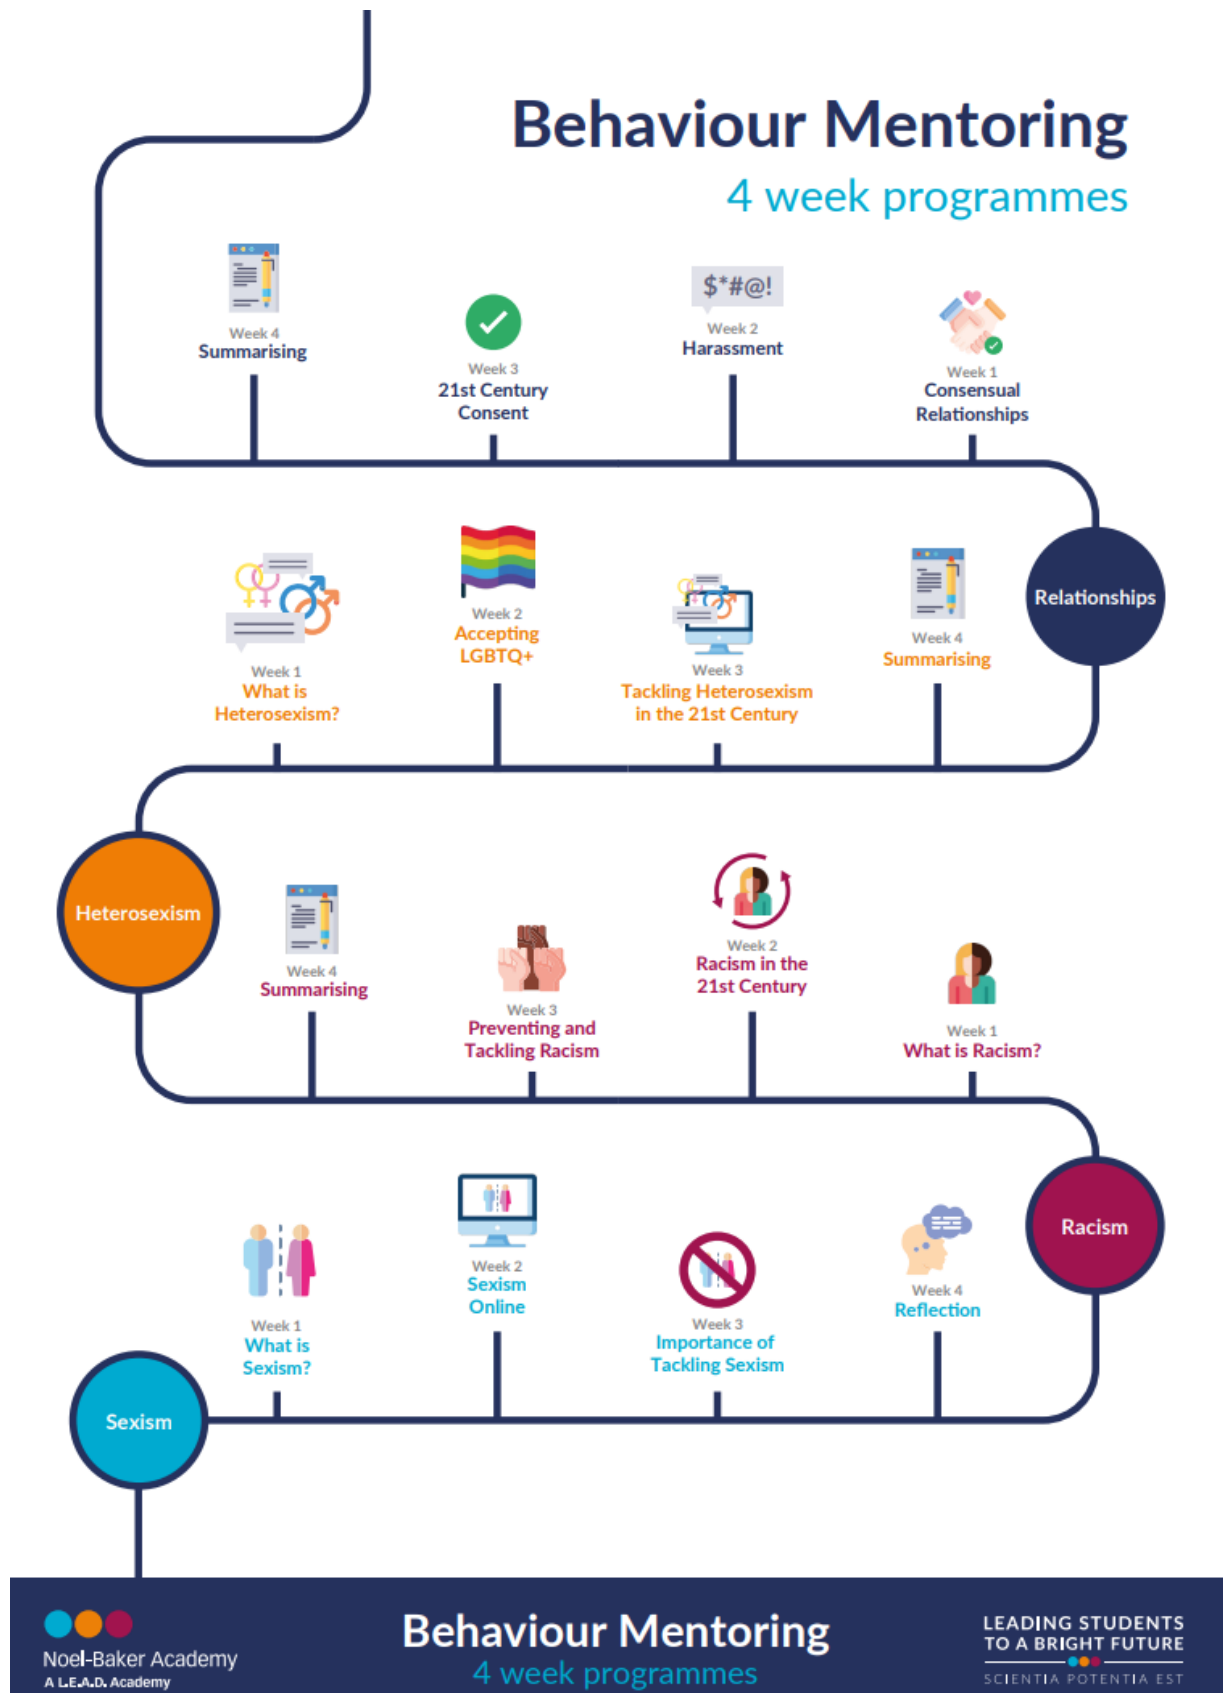 Behaviour Mentoring
4 week programmes
Week 4
Summarising
Week 3
21st Century
Consent
$*#@!
Week 2
Harassment
Week 1
Consensual
Relationships
Relationships
Week 1
What is
Heterosexism?
Week 2
Accepting
LGBTQ+
Week 3
Tackling Heterosexism
in the 21st Century
Week 4
Summarising
Heterosexism
Week 4
Summarising
Week 3
Preventing and
Tackling Racism
Week 2
Racism in the
21st Century
Week 1
What is Racism?
Racism
Week 1
What is
Sexism?
Week 2
Sexism
Online
Week 3
Importance of
Tackling Sexism
Week 4
Reflection
Sexism
Noel-Baker Academy
A L.E.A.D. Academy
Behaviour Mentoring
4 week programmes
LEADING STUDENTS
TO A BRIGHT FUTURE
SCIENTIA POTENTIA EST